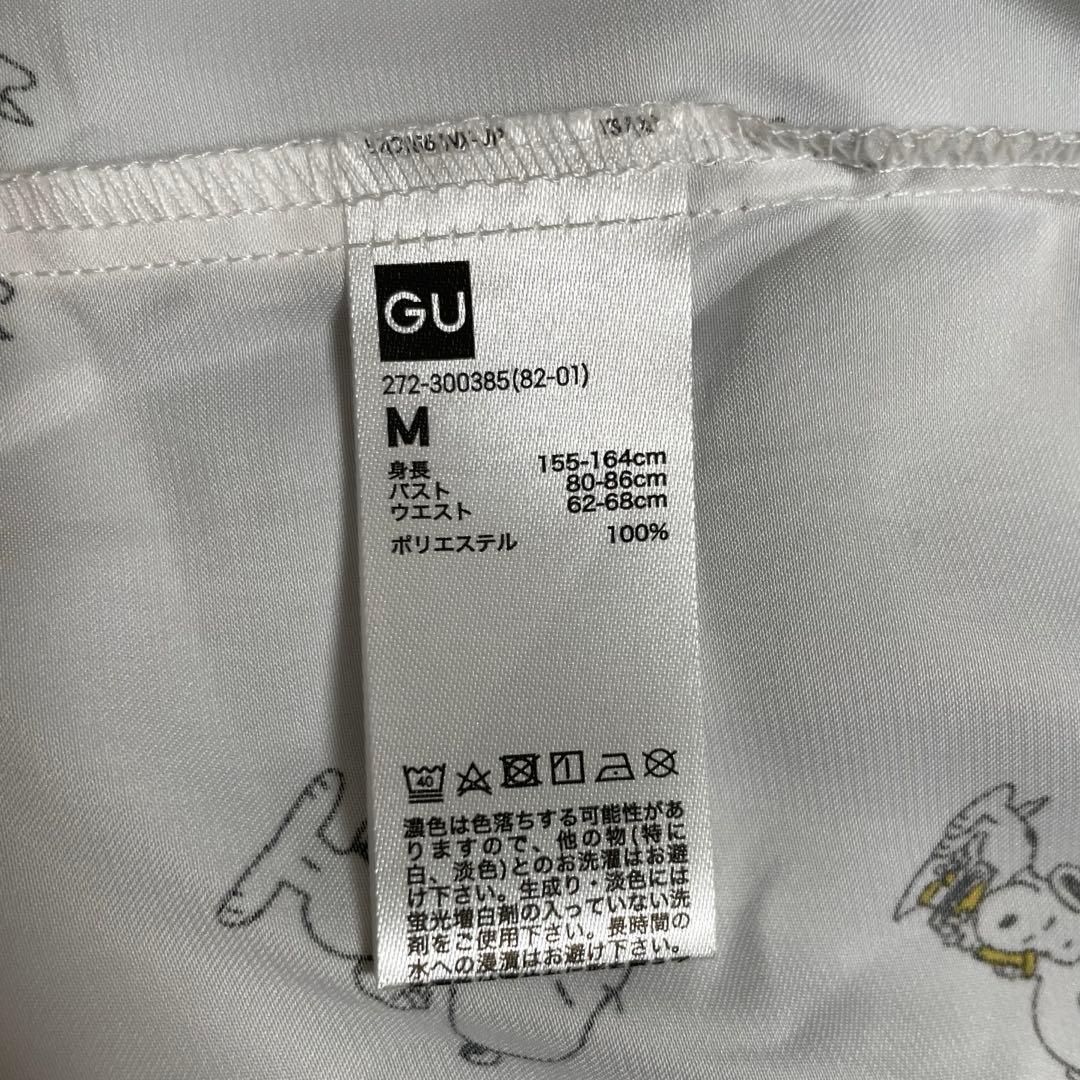 GU
272-300385(82-01)
M
身長 155-164cm
バスト 80-86cm
ウエスト 62-68cm
ポリエステル 100%
40
濃色は色落ちする可能性があ
りますので、他の物(特に
白、淡色)とのお洗濯はお避
け下さい。生成り・淡色には
蛍光増白剤の入っていない洗
剤をご使用下さい。長時間の
水への浸漬はお避け下さい。